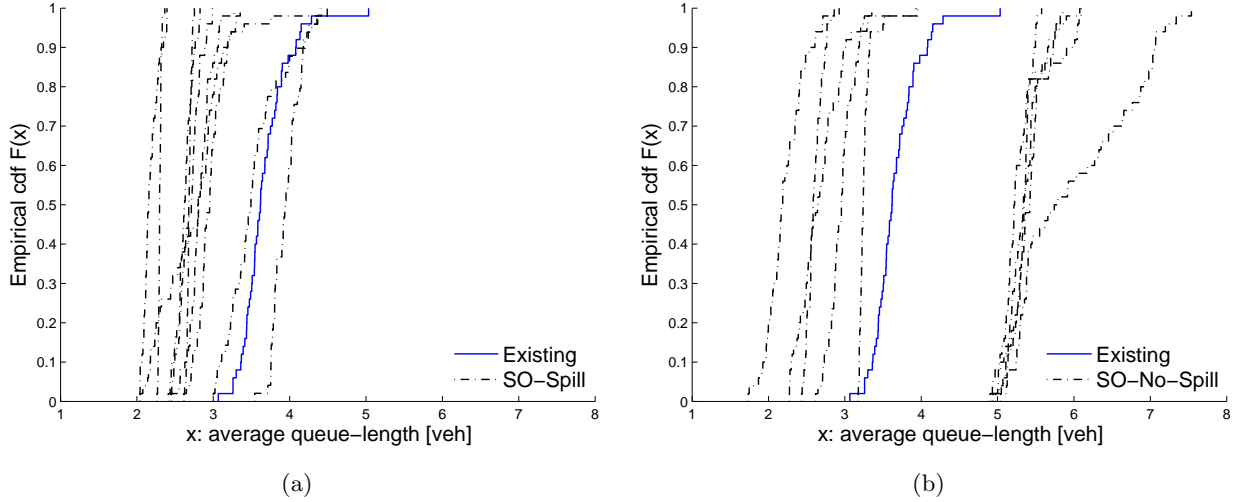 1
0.9
0.8
0.7
0.6
0.5
0.4
0.3
0.2
0.1
0
Empirical cdf F(x)
1 2 3 4 5 6 7 8
x: average queue−length [veh]
Existing
SO−Spill
(a)
1
0.9
0.8
0.7
0.6
0.5
0.4
0.3
0.2
0.1
0
Empirical cdf F(x)
1 2 3 4 5 6 7 8
x: average queue−length [veh]
Existing
SO−No−Spill
(b)